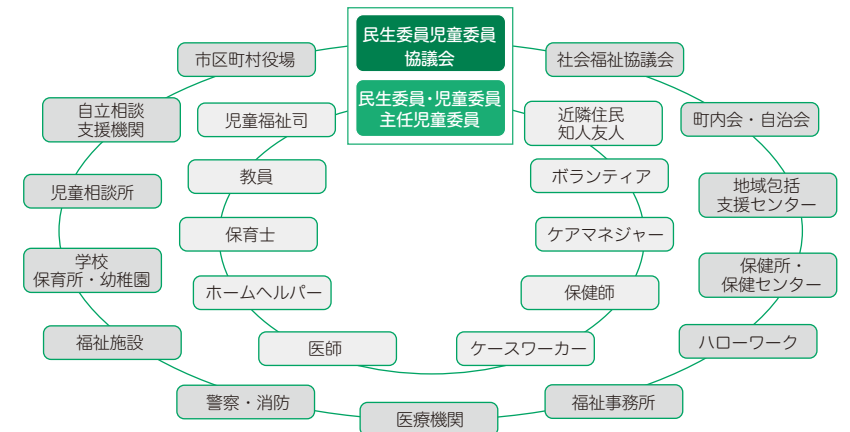 民生委員児童委員
協議会
民生委員・児童委員
主任児童委員
市区町村役場
社会福祉協議会
自立相談
支援機関
児童福祉司
近隣住民
知人友人
町内会・自治会
児童相談所
教員
ボランティア
地域包括
支援センター
保育士
ケアマネジャー
学校
保育所・幼稚園
ホームヘルパー
保健師
保健所・
保健センター
福祉施設
医師
ケースワーカー
ハローワーク
警察・消防
医療機関
福祉事務所